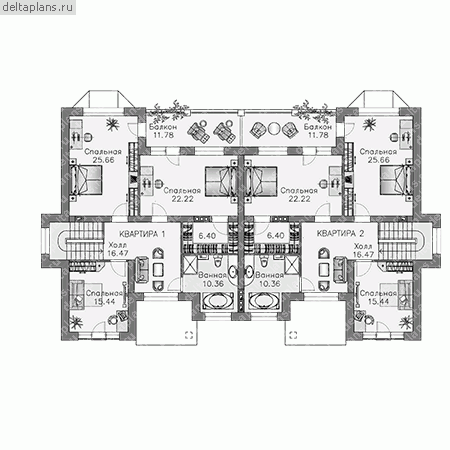 deltaplans.ru
Балкон
11.78
Балкон
11.78
Спальная
25.66
Спальная
22.22
Спальная
22.22
Спальная
25.66
КВАРТИРА 1
6.40
6.40
КВАРТИРА 2
Холл
16.47
Холл
16.47
Ванная
10.36
Ванная
10.36
Спальная
15.44
Спальная
15.44